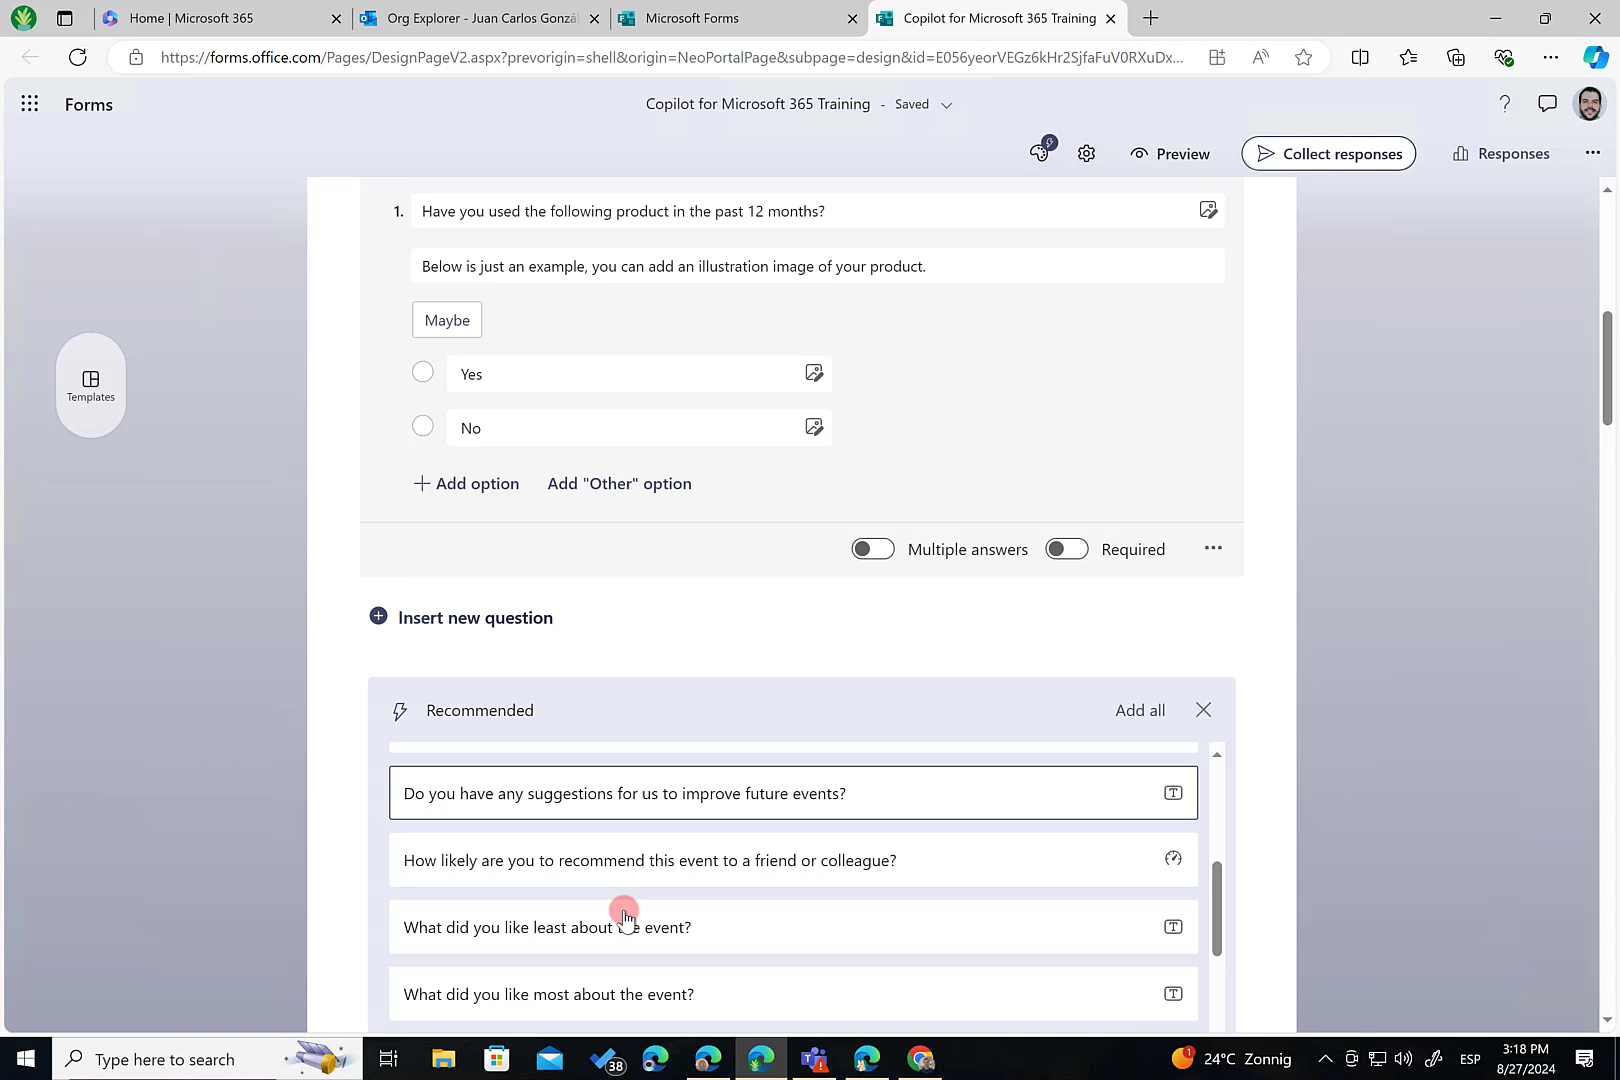 Home | Microsoft 365
Org Explorer - Juan Carlos Gonzál
Microsoft Forms
Copilot for Microsoft 365 Training
https://forms.office.com/Pages/DesignPageV2.aspx?prevorigin=shell&origin=NeoPortalPage&subpage=design&id=E056yeorVEGz6kHr2SjfaFuV0RXuDx...
Forms
Copilot for Microsoft 365 Training - Saved
Preview
Collect responses
Responses
1. Have you used the following product in the past 12 months?
Below is just an example, you can add an illustration image of your product.
Maybe
Templates
Yes
No
Add option
Add "Other" option
Multiple answers
Required
Insert new question
Recommended
Add all
Do you have any suggestions for us to improve future events?
How likely are you to recommend this event to a friend or colleague?
What did you like least about the event?
What did you like most about the event?
Type here to search
38
1
24°C Zonnig
ESP
3:18 PM
8/27/2024